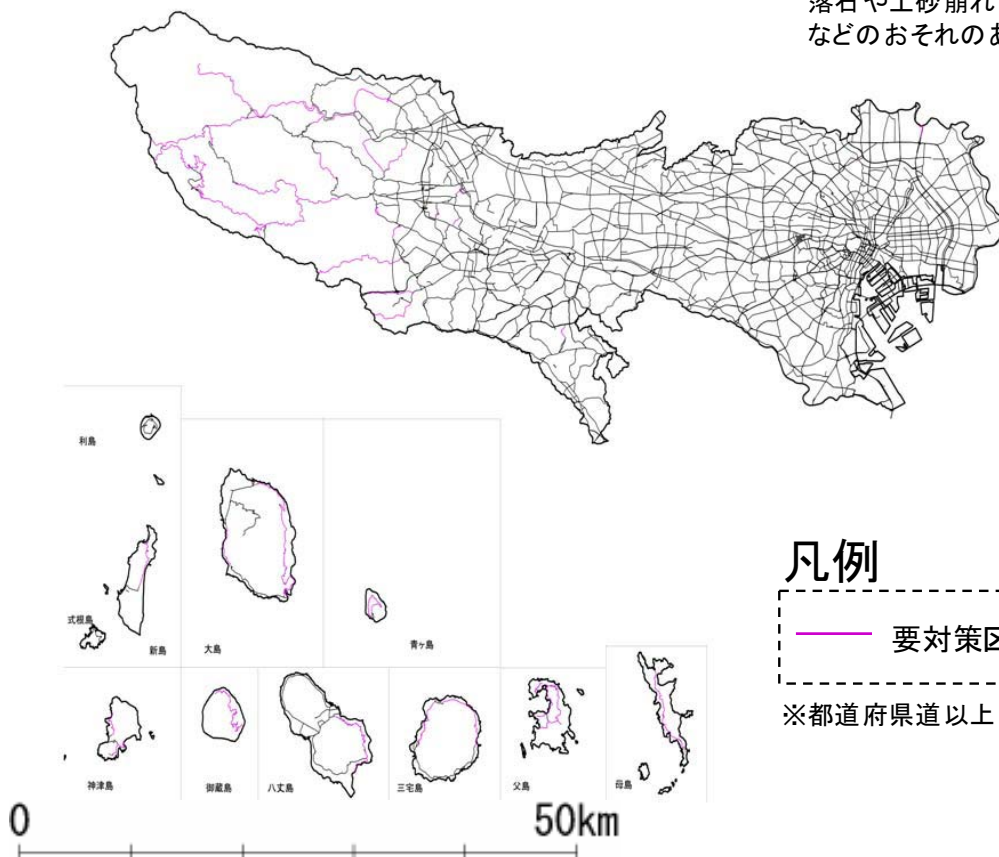 落石や土砂崩れ
などのおそれのあ
利島
式根島
新島
大島
青ヶ島
凡例
要対策区
※都道府県道以上
神津島
御蔵島
八丈島
三宅島
父島
母島
0
50km